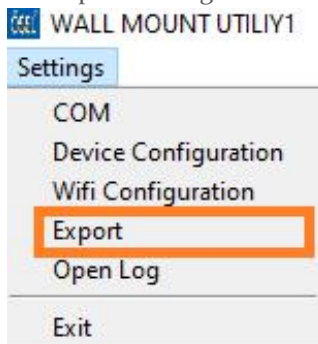 WALL MOUNT UTILIY1
Settings
COM
Device Configuration
Wifi Configuration
Export
Open Log
Exit